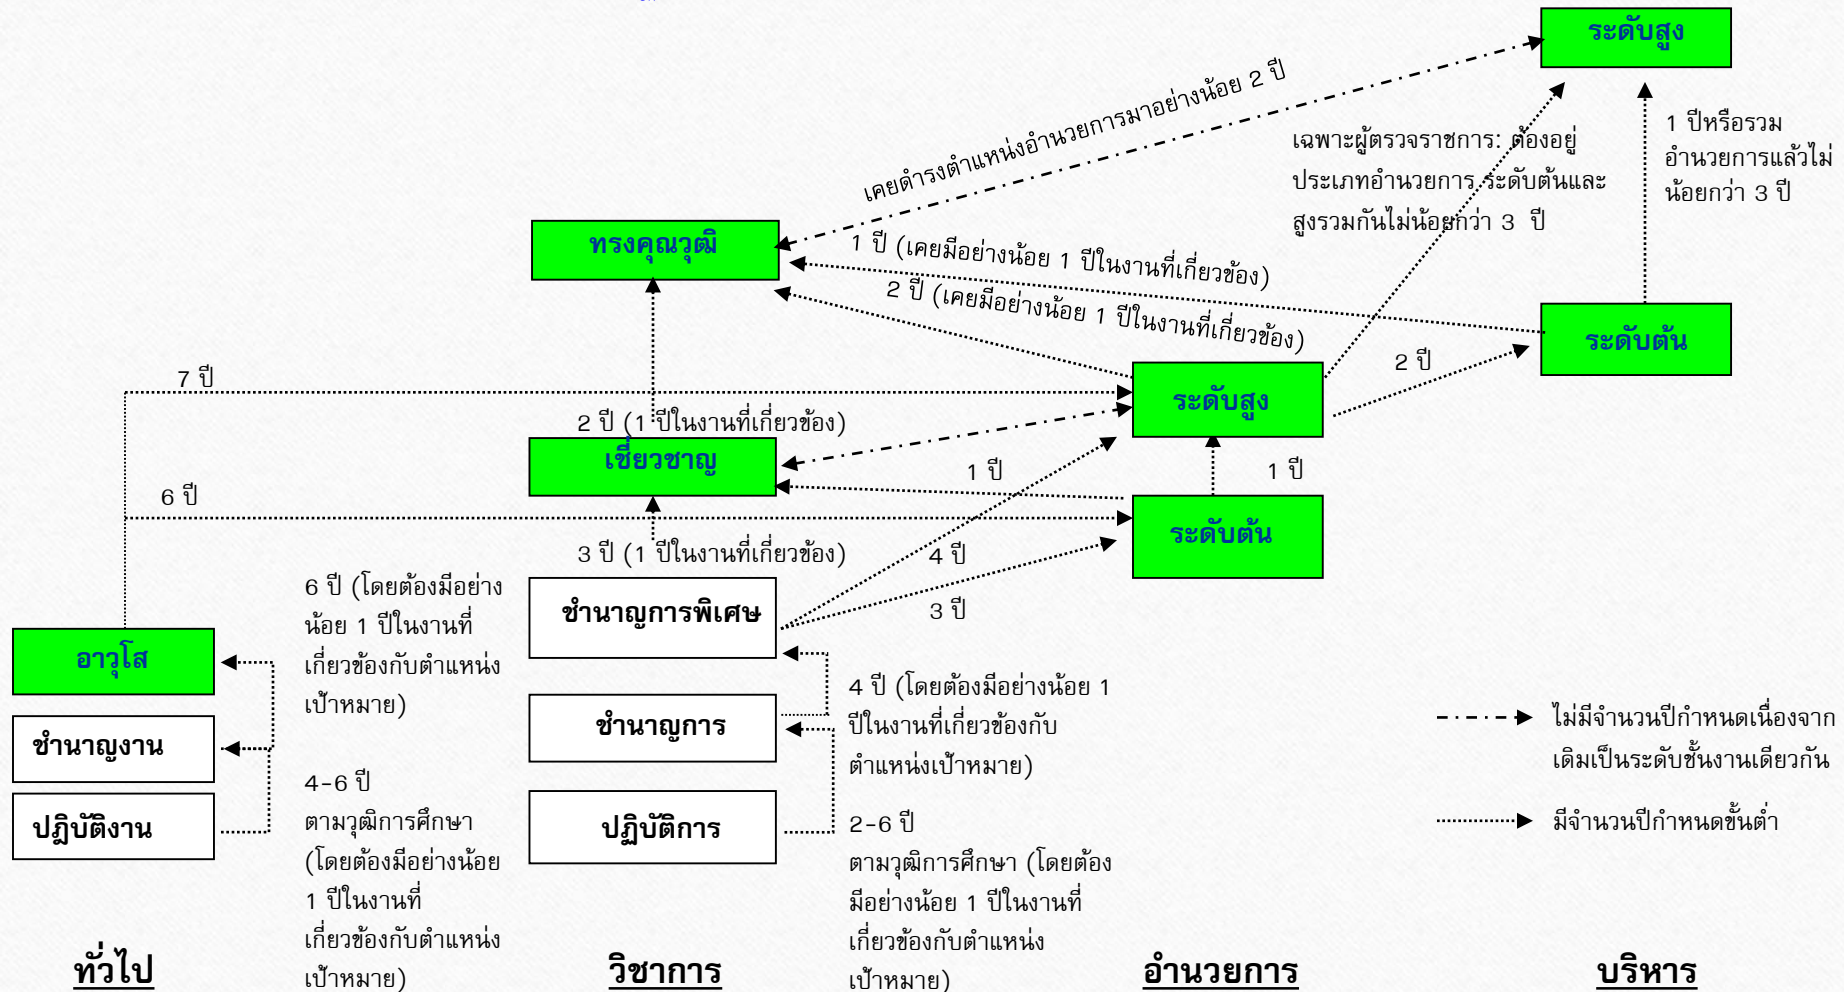 ระดับสูง
เคยดำรงตำแหน่งอำนวยการมาอย่างน้อย 2 ปี
เฉพาะผู้ตรวจราชการ: ต้องอยู่
ประเภทอำนวยการ ระดับต้นและ
สูงรวมกันไม่น้อยกว่า 3 ปี
1 ปีหรือรวม
อำนวยการแล้วไม่
น้อยกว่า 3 ปี
ทรงคุณวุฒิ
1 ปี (เคยมีอย่างน้อย 1 ปีในงานที่เกี่ยวข้อง)
2 ปี (เคยมีอย่างน้อย 1 ปีในงานที่เกี่ยวข้อง)
ระดับต้น
2 ปี
7 ปี
ระดับสูง
2 ปี (1 ปีในงานที่เกี่ยวข้อง)
เชี่ยวชาญ
1 ปี
1 ปี
6 ปี
ระดับต้น
3 ปี (1 ปีในงานที่เกี่ยวข้อง)
4 ปี
3 ปี
6 ปี (โดยต้องมีอย่าง
น้อย 1 ปีในงานที่
เกี่ยวข้องกับตำแหน่ง
เป้าหมาย)
ชำนาญการพิเศษ
อาวุโส
4 ปี (โดยต้องมีอย่างน้อย 1
ปีในงานที่เกี่ยวข้องกับ
ตำแหน่งเป้าหมาย)
ชำนาญการ
ชำนาญงาน
4-6 ปี
ตามวุฒิการศึกษา
(โดยต้องมีอย่างน้อย
1 ปีในงานที่
เกี่ยวข้องกับตำแหน่ง
เป้าหมาย)
ปฏิบัติงาน
ปฏิบัติการ
2-6 ปี
ตามวุฒิการศึกษา (โดยต้อง
มีอย่างน้อย 1 ปีในงานที่
เกี่ยวข้องกับตำแหน่ง
เป้าหมาย)
ไม่มีจำนวนปีกำหนดเนื่องจาก
เดิมเป็นระดับชั้นงานเดียวกัน
มีจำนวนปีกำหนดขั้นต่ำ
ทั่วไป
วิชาการ
อำนวยการ
บริหาร